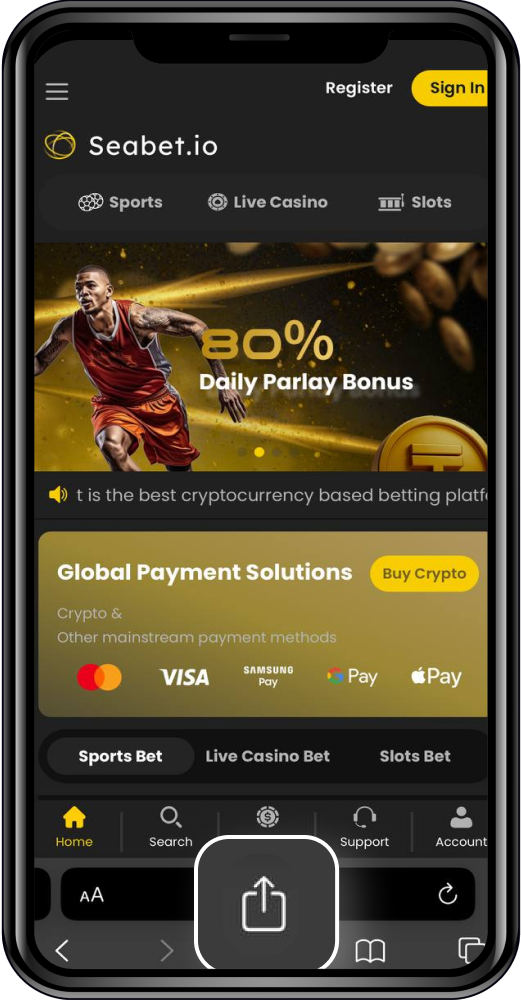 Register Sign In
Seabet.io
Sports Live Casino Slots
80%
Daily Parlay Bonus
t is the best cryptocurrency based betting platf
Global Payment Solutions Buy Crypto
Crypto &
Other mainstream payment methods
VISA SAMSUNG Pay G Pay Pay
Sports Bet Live Casino Bet Slots Bet
Home Search Support Account
AA